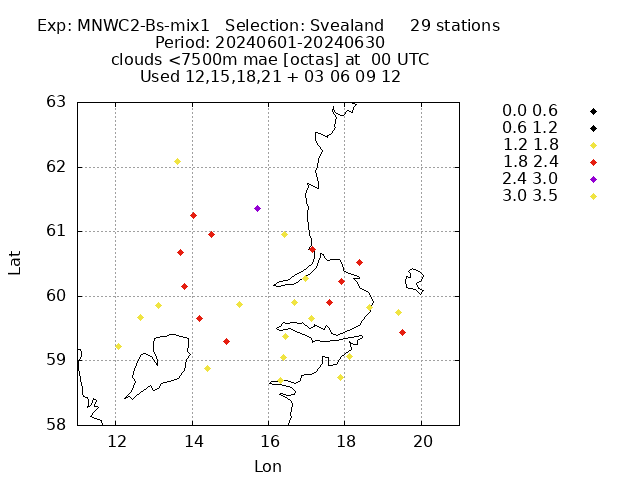 Exp: MNWC2-Bs-mix1   Selection: Svealand     29 stations
Period: 20240601-20240630
clouds <7500m mae [octas] at  00 UTC
Used 12,15,18,21 + 03 06 09 12
63
62
61
60
59
58
12 14 16 18 20
Lat
Lon
0.0 0.6
0.6 1.2
1.2 1.8
1.8 2.4
2.4 3.0
3.0 3.5